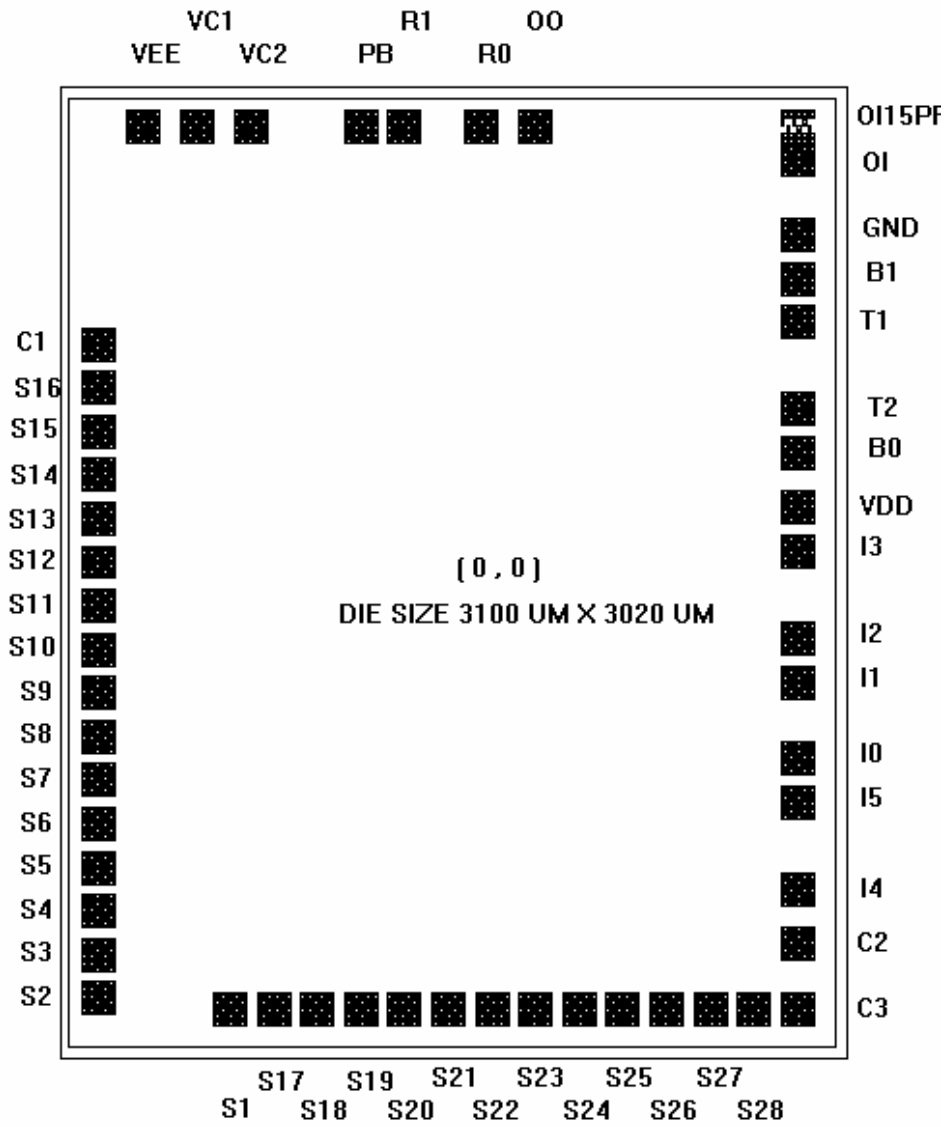 VC1 R1 OO
VEE VC2 PB R0
OI15PF
OI
GND
B1
T1
C1
S16
T2
S15
B0
S14
VDD
S13
I3
S12
(0,0)
S11
DIE SIZE 3100 UM X 3020 UM
I2
S10
I1
S9
S8
I0
S7
I5
S6
S5
I4
S4
C2
S3
S2
C3
S17 S19 S21 S23 S25 S27
S1 S18 S20 S22 S24 S26 S28